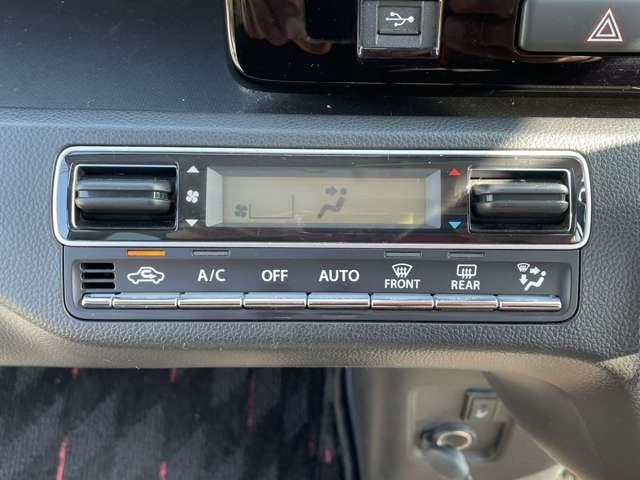 A/C OFF AUTO FRONT REAR